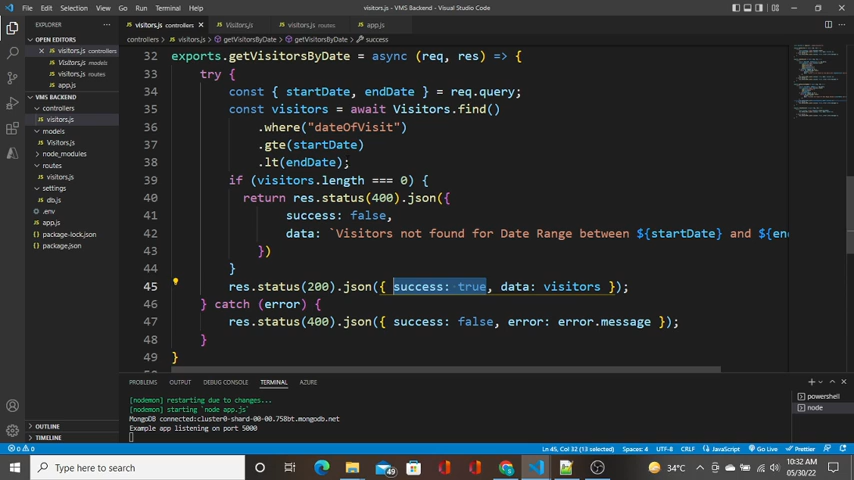 File Edit Selection View Go Run Terminal Help
visitors.js - VMS Backend - Visual Studio Code
EXPLORER
OPEN EDITORS
visitors.js controllers
Visitors.js models
visitors.js routes
app.js
VMS BACKEND
controllers
visitors.js
models
Visitors.js
node_modules
routes
visitors.js
settings
db.js
.env
app.js
package-lock.json
package.json
OUTLINE
TIMELINE
visitors.js controllers
Visitors.js
visitors.js routes
app.js
controllers > visitors.js > getVisitorsByDate > getVisitorsByDate > success
32 exports.getVisitorsByDate = async (req, res) => {
33 try {
34 const { startDate, endDate } = req.query;
35 const visitors = await Visitors.find()
36 .where("dateOfVisit")
37 .gte(startDate)
38 .lt(endDate);
39 if (visitors.length === 0) {
40 return res.status(400).json({
41 success: false,
42 data: `Visitors not found for Date Range between ${startDate} and ${end
43 })
44 }
45 res.status(200).json({ success: true, data: visitors });
46 } catch (error) {
47 res.status(400).json({ success: false, error: error.message });
48 }
49 }
PROBLEMS OUTPUT DEBUG CONSOLE TERMINAL AZURE
[nodemon] restarting due to changes...
[nodemon] starting `node app.js`
MongoDB connected:cluster0-shard-00-00.758bt.mongodb.net
Example app listening on port 5000
powershell
node
0 0
Ln 45, Col 32 (13 selected) Spaces: 4 UTF-8 CRLF JavaScript Go Live Prettier
Type here to search
49
34°C
10:32 AM
05/30/22